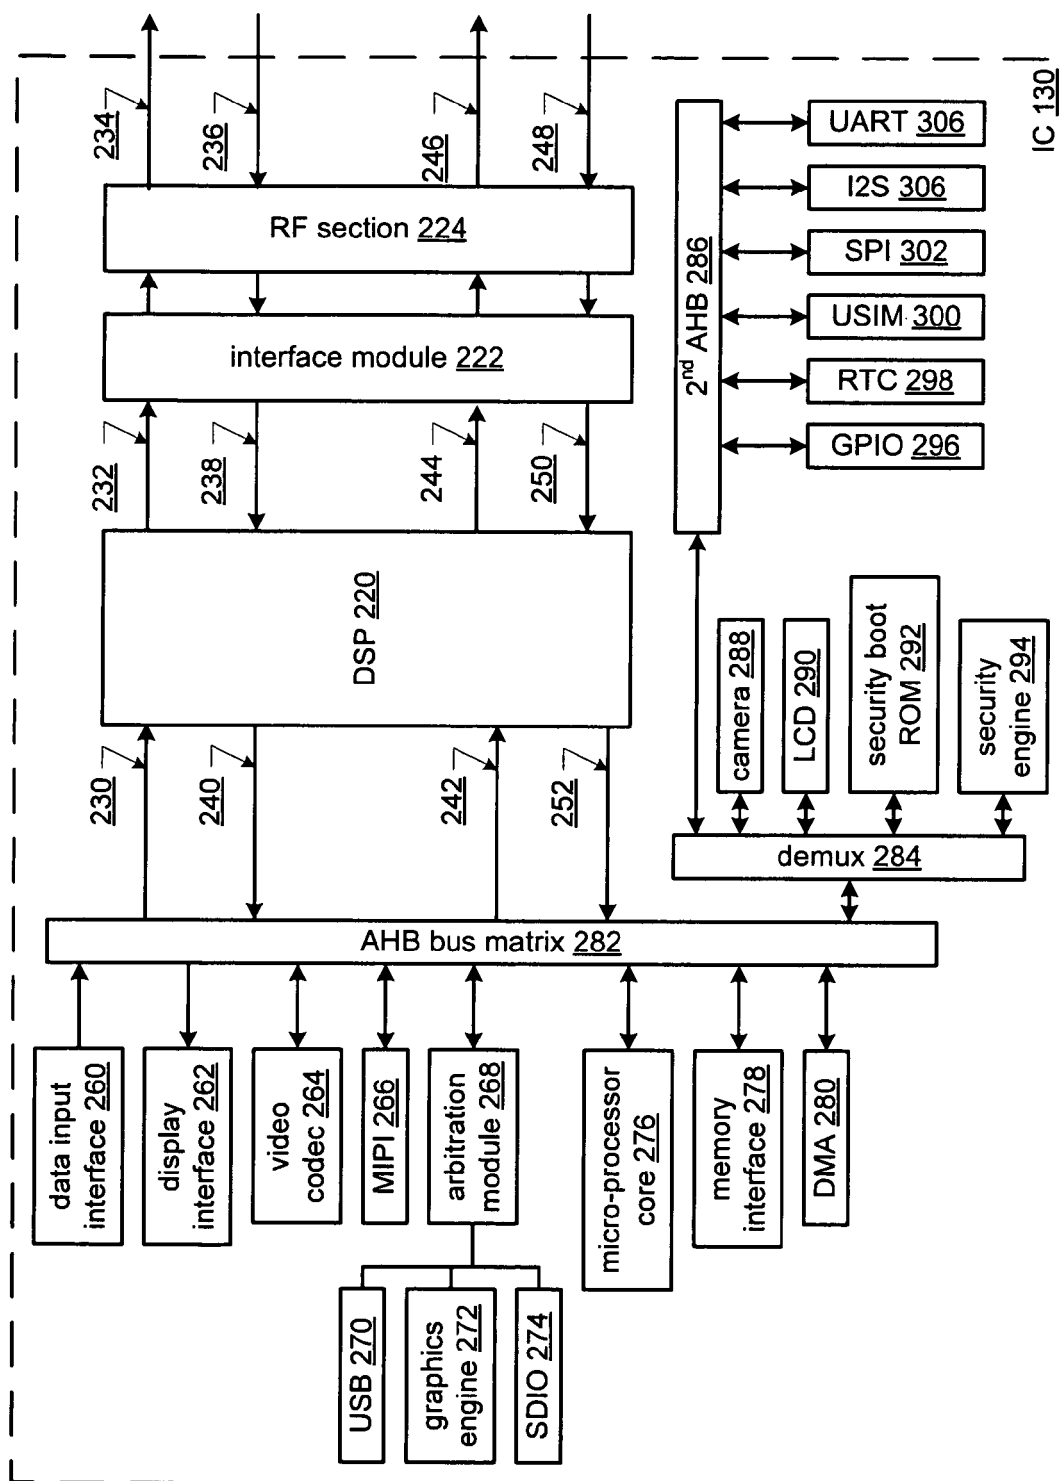 234
236
246
248
RF section 224
interface module 222
232
238
244
250
DSP 220
230
240
242
252
AHB bus matrix 282
data input
interface 260
display
interface 262
video
codec 264
MIPI 266
arbitration
module 268
USB 270
graphics
engine 272
SDIO 274
micro-processor
core 276
memory
interface 278
DMA 280
demux 284
camera 288
LCD 290
security boot
ROM 292
security
engine 294
2nd AHB 286
UART 306
I2S 306
SPI 302
USIM 300
RTC 298
GPIO 296
IC 130